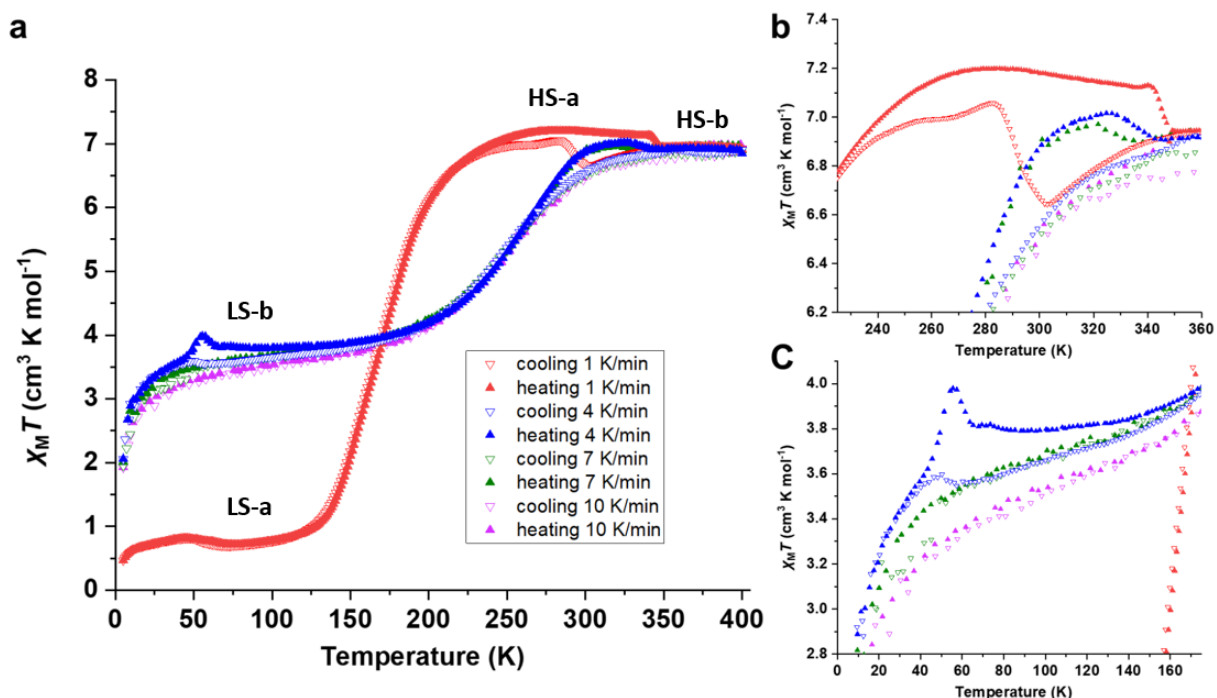 a
χMT (cm³ K mol⁻¹)
8
7
6
5
4
3
2
1
0
HS-a
HS-b
LS-b
LS-a
cooling 1 K/min
heating 1 K/min
cooling 4 K/min
heating 4 K/min
cooling 7 K/min
heating 7 K/min
cooling 10 K/min
heating 10 K/min
0 50 100 150 200 250 300 350 400
Temperature (K)
b
χMT (cm³ K mol⁻¹)
7.4
7.2
7.0
6.8
6.6
6.4
6.2
240 260 280 300 320 340 360
Temperature (K)
C
χMT (cm³ K mol⁻¹)
4.0
3.8
3.6
3.4
3.2
3.0
2.8
0 20 40 60 80 100 120 140 160
Temperature (K)